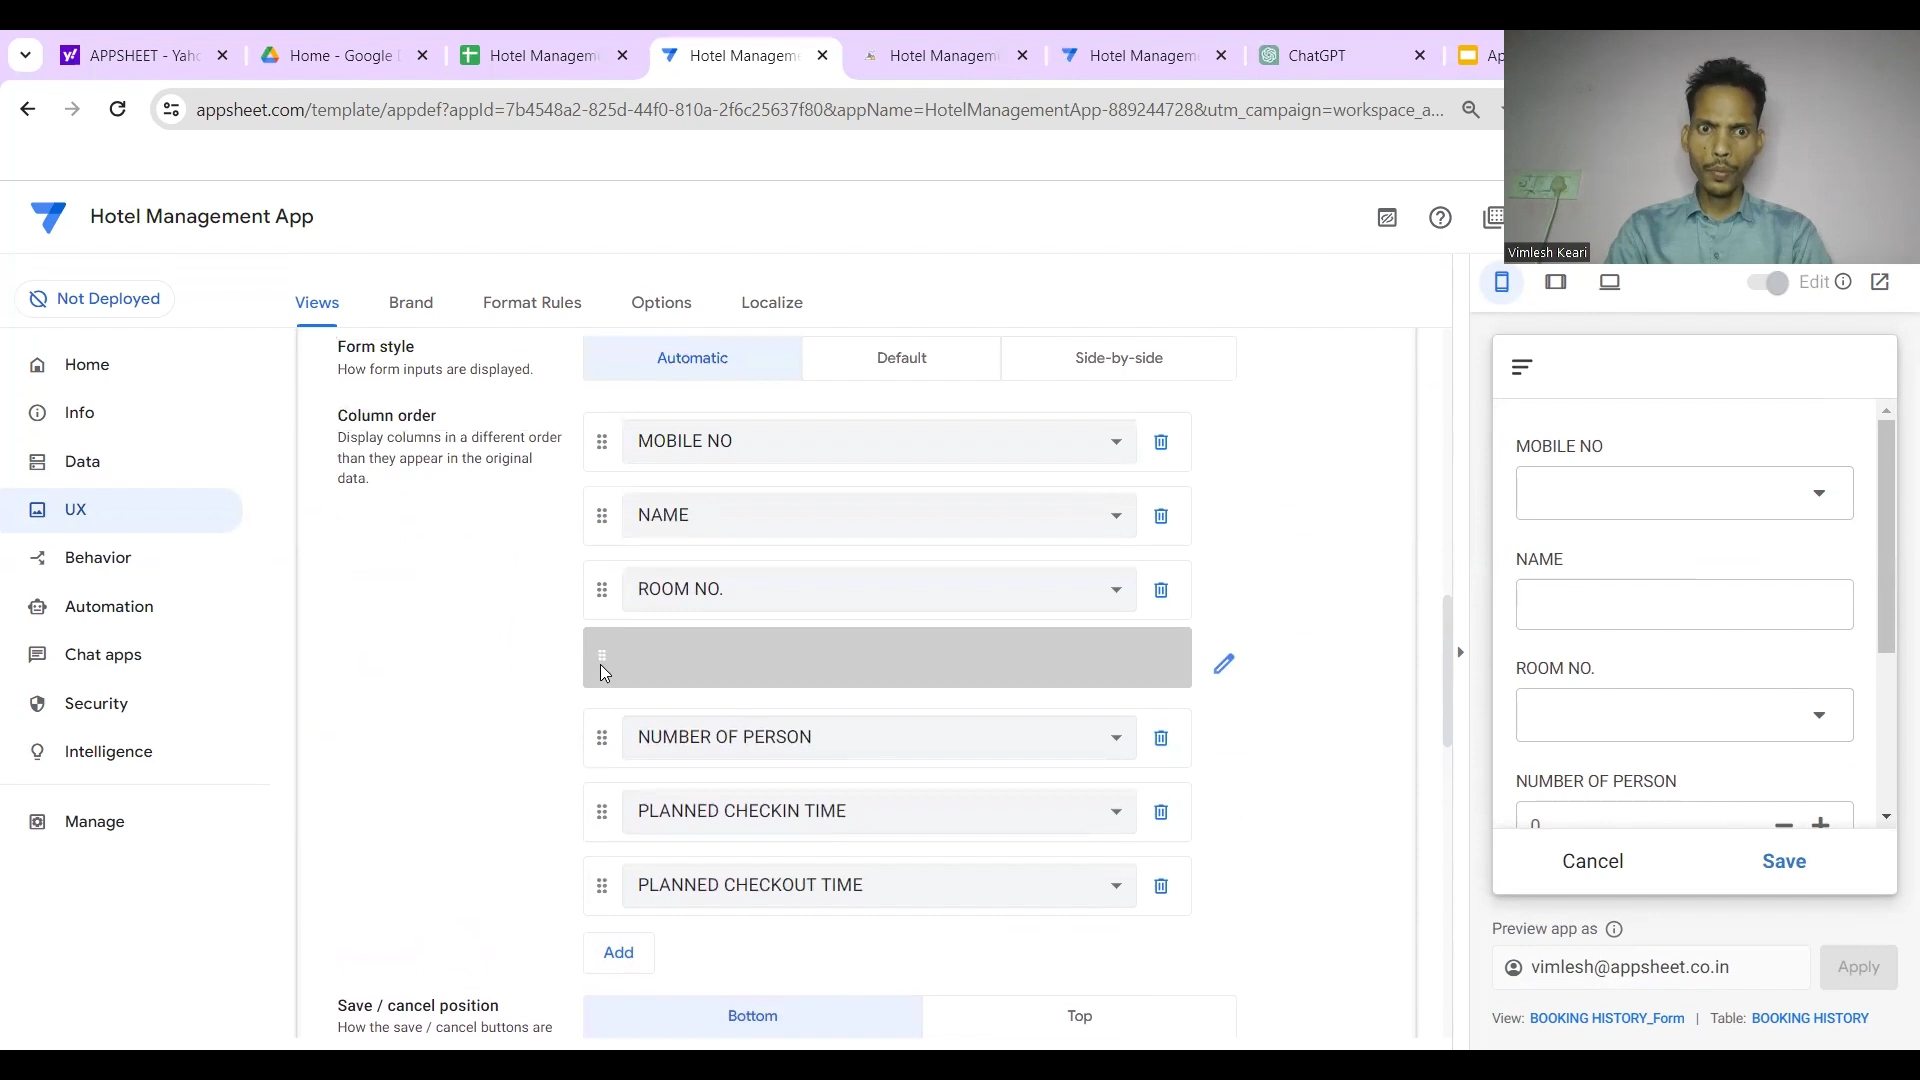 APPSHEET - Yaho
Home - Google
Hotel Managem
Hotel Manageme
Hotel Manageme
Hotel Manageme
ChatGPT
Ap
appsheet.com/template/appdef?appId=7b4548a2-825d-44f0-810a-2f6c25637f80&appName=HotelManagementApp-889244728&utm_campaign=workspace_a...
Vimlesh Keari
Hotel Management App
Not Deployed
Views
Brand
Format Rules
Options
Localize
Edit
Home
Info
Data
UX
Behavior
Automation
Chat apps
Security
Intelligence
Manage
Form style
How form inputs are displayed.
Automatic
Default
Side-by-side
Column order
Display columns in a different order
than they appear in the original
data.
MOBILE NO
NAME
ROOM NO.
NUMBER OF PERSON
PLANNED CHECKIN TIME
PLANNED CHECKOUT TIME
Add
Save / cancel position
How the save / cancel buttons are
Bottom
Top
MOBILE NO
NAME
ROOM NO.
NUMBER OF PERSON
0
Cancel
Save
Preview app as
vimlesh@appsheet.co.in
Apply
View: BOOKING HISTORY_Form | Table: BOOKING HISTORY